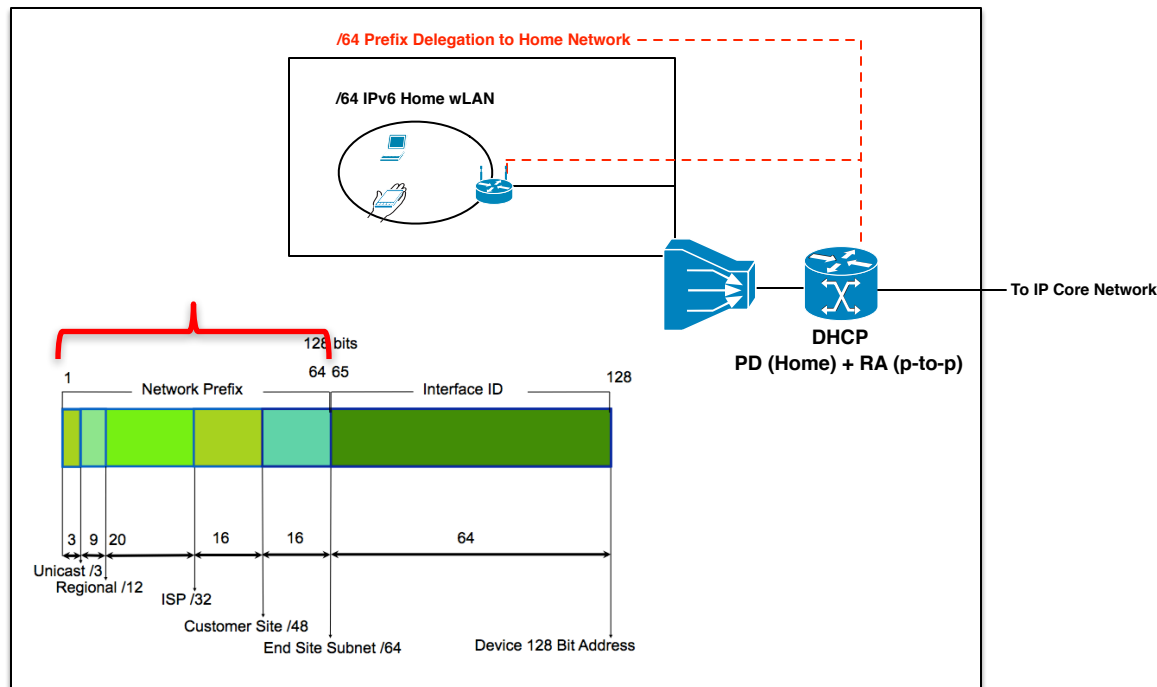 /64 Prefix Delegation to Home Network
/64 IPv6 Home wLAN
To IP Core Network
DHCP
PD (Home) + RA (p-to-p)
128 bits
1
64 65
128
Network Prefix
Interface ID
3 9 20 16 16 64
Unicast /3
Regional /12
ISP /32
Customer Site /48
End Site Subnet /64
Device 128 Bit Address